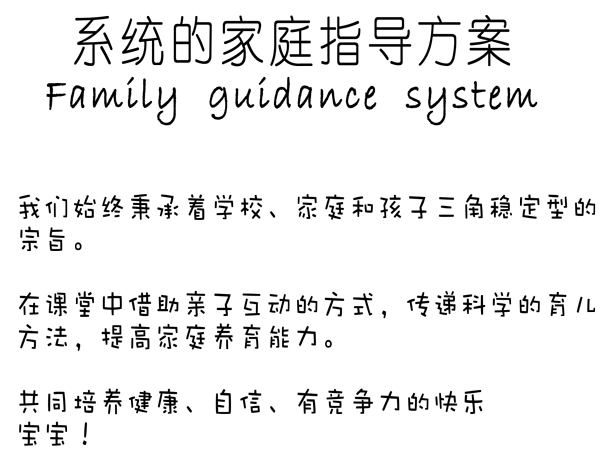 系统的家庭指导方案
Family guidance system
我们始终秉承着学校、家庭和孩子三角稳定型的
宗旨。
在课堂中借助亲子互动的方式，传递科学的育儿
方法，提高家庭养育能力。
共同培养健康、自信、有竞争力的快乐
宝宝！